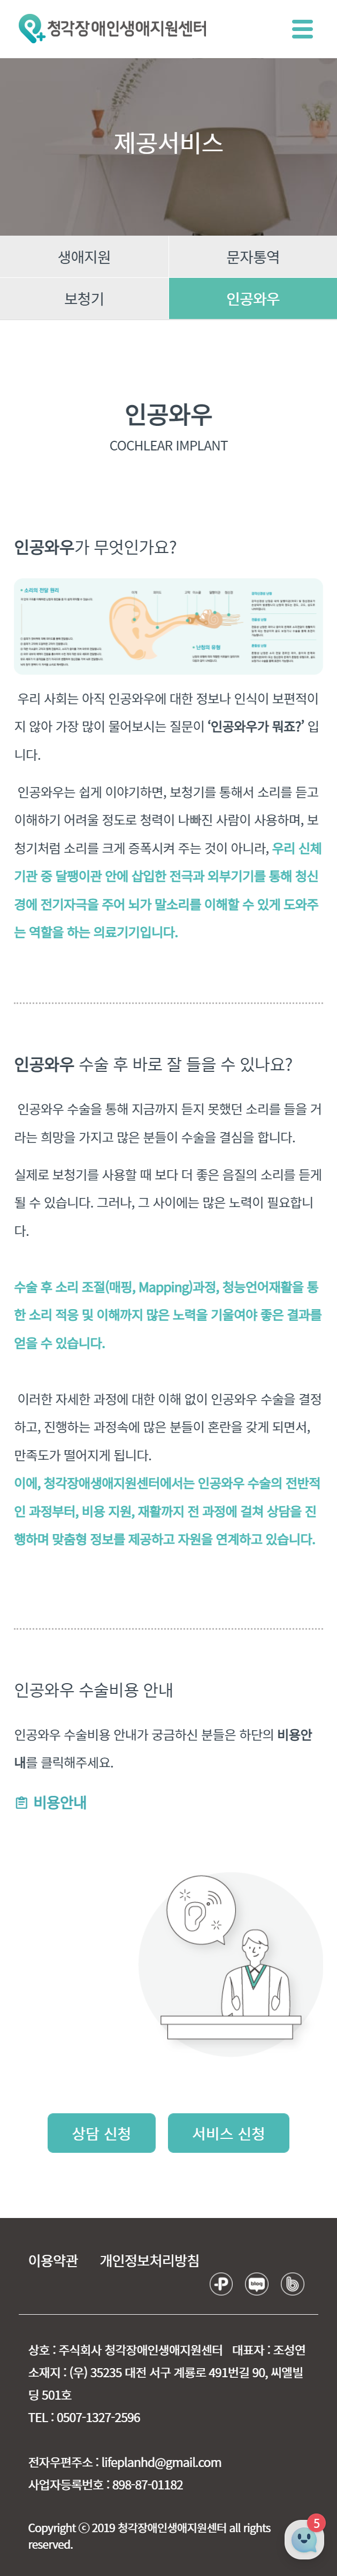 청각장애인생애지원센터
제공서비스
생애지원
문자통역
보청기
인공와우
인공와우
COCHLEAR IMPLANT
인공와우가 무엇인가요?
• 소리의 전달 원리
• 난청의 유형
우리 사회는 아직 인공와우에 대한 정보나 인식이 보편적이
지 않아 가장 많이 물어보시는 질문이 ‘인공와우가 뭐죠?’ 입
니다.
인공와우는 쉽게 이야기하면, 보청기를 통해서 소리를 듣고
이해하기 어려울 정도로 청력이 나빠진 사람이 사용하며, 보
청기처럼 소리를 크게 증폭시켜 주는 것이 아니라, 우리 신체
기관 중 달팽이관 안에 삽입한 전극과 외부기기를 통해 청신
경에 전기자극을 주어 뇌가 말소리를 이해할 수 있게 도와주
는 역할을 하는 의료기기입니다.
인공와우 수술 후 바로 잘 들을 수 있나요?
인공와우 수술을 통해 지금까지 듣지 못했던 소리를 들을 거
라는 희망을 가지고 많은 분들이 수술을 결심을 합니다.
실제로 보청기를 사용할 때 보다 더 좋은 음질의 소리를 듣게
될 수 있습니다. 그러나, 그 사이에는 많은 노력이 필요합니
다.
수술 후 소리 조절(매핑, Mapping)과정, 청능언어재활을 통
한 소리 적응 및 이해까지 많은 노력을 기울여야 좋은 결과를
얻을 수 있습니다.
이러한 자세한 과정에 대한 이해 없이 인공와우 수술을 결정
하고, 진행하는 과정속에 많은 분들이 혼란을 갖게 되면서,
만족도가 떨어지게 됩니다.
이에, 청각장애생애지원센터에서는 인공와우 수술의 전반적
인 과정부터, 비용 지원, 재활까지 전 과정에 걸쳐 상담을 진
행하며 맞춤형 정보를 제공하고 자원을 연계하고 있습니다.
인공와우 수술비용 안내
인공와우 수술비용 안내가 궁금하신 분들은 하단의 비용안
내를 클릭해주세요.
비용안내
상담 신청
서비스 신청
이용약관
개인정보처리방침
P
blog
b
상호 : 주식회사 청각장애인생애지원센터 대표자 : 조성연
소재지 : (우) 35235 대전 서구 계룡로 491번길 90, 씨엘빌
딩 501호
TEL : 0507-1327-2596
전자우편주소 : lifeplanhd@gmail.com
사업자등록번호 : 898-87-01182
Copyright ⓒ 2019 청각장애인생애지원센터 all rights
reserved.
5